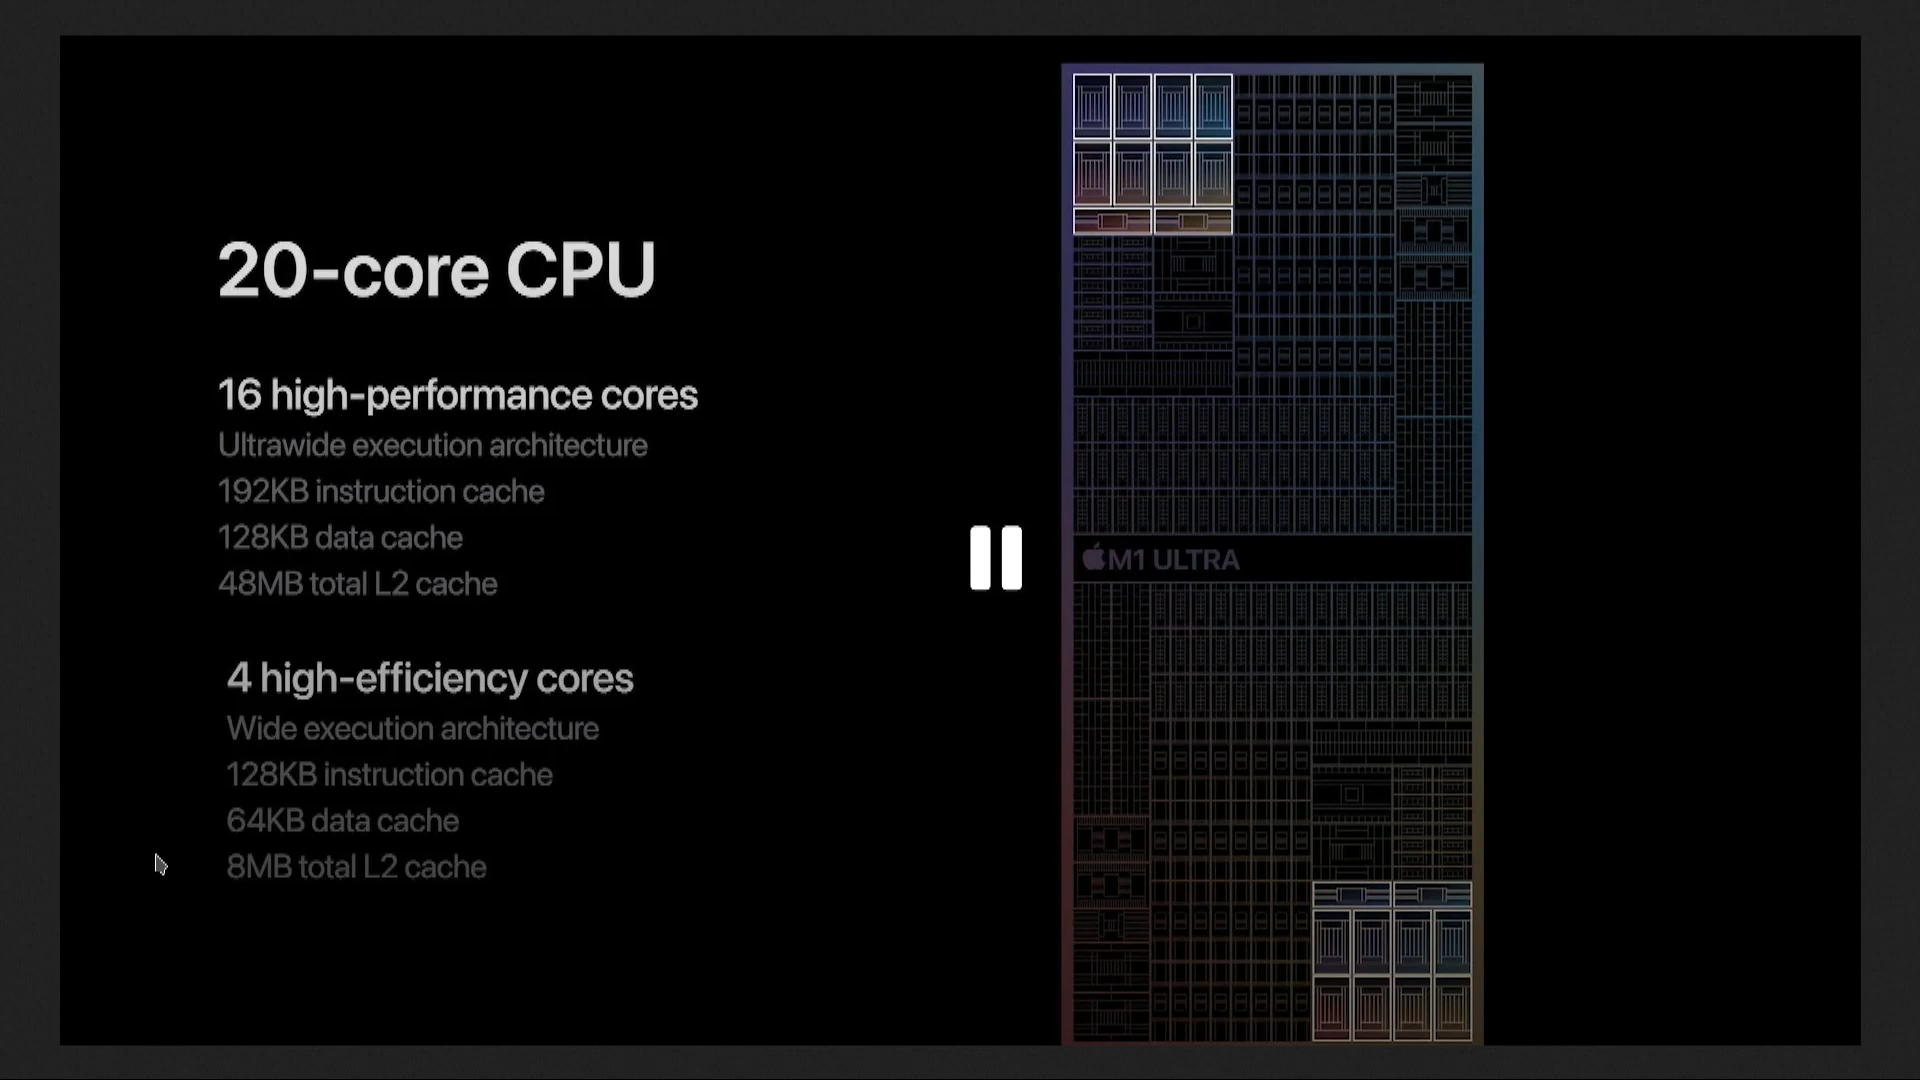 20-core CPU
16 high-performance cores
Ultrawide execution architecture
192KB instruction cache
128KB data cache
48MB total L2 cache
4 high-efficiency cores
Wide execution architecture
128KB instruction cache
64KB data cache
8MB total L2 cache
M1 ULTRA